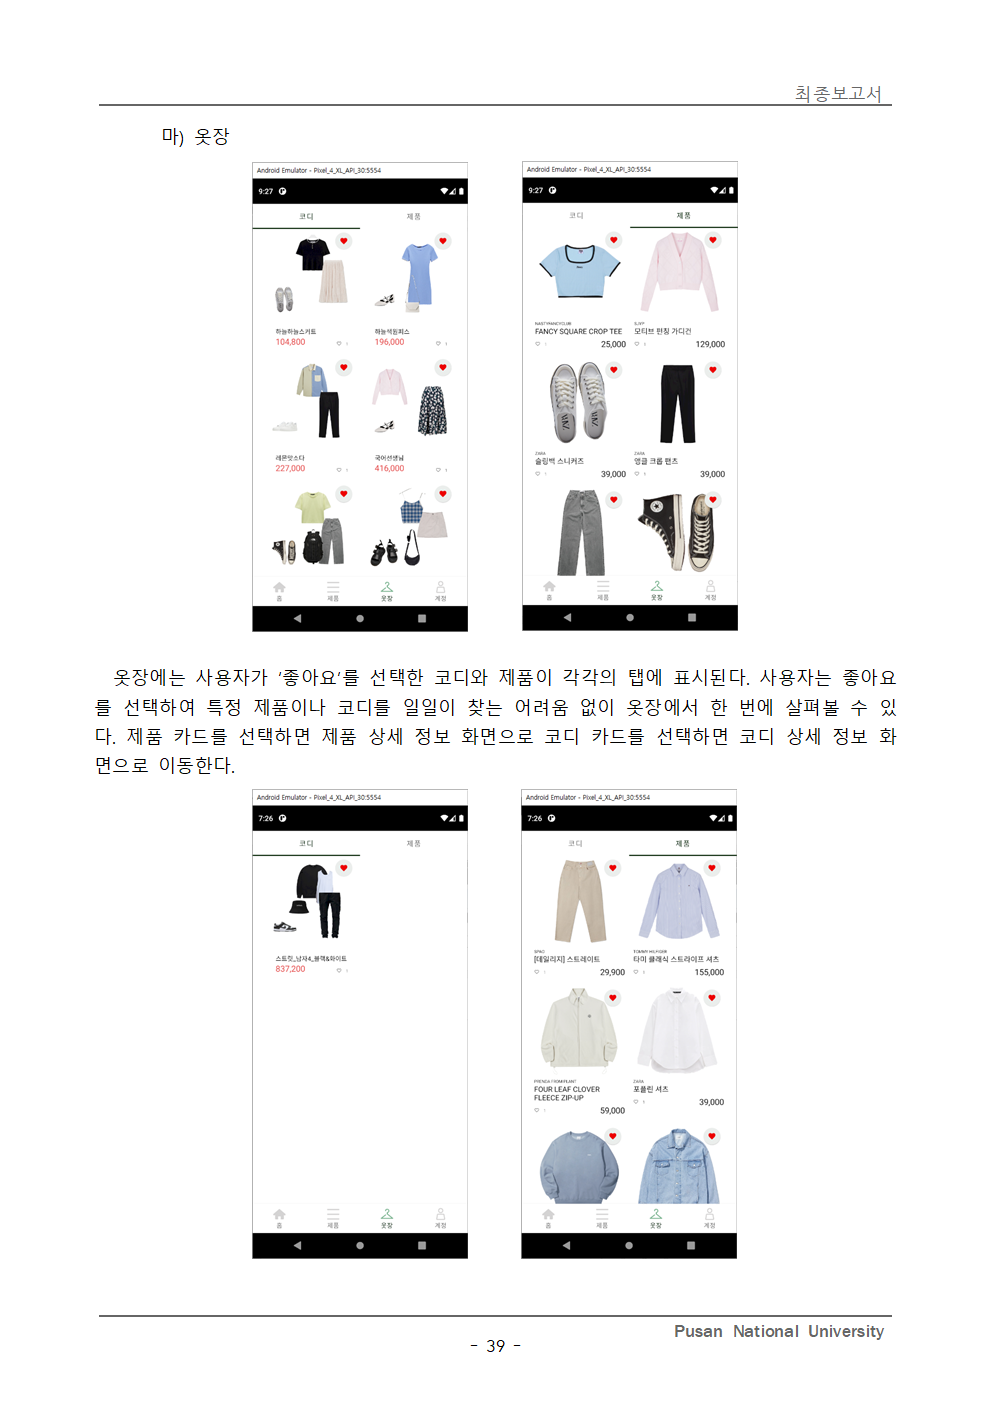 최종보고서
마) 옷장
Android Emulator - Pixel_4_XL_API_30:5554
9:27
코디 제품
하늘하늘스커트 하늘색원피스
104,800 196,000
레몬맛소다 국어선생님
227,000 416,000
홈 제품 옷장 계정
Android Emulator - Pixel_4_XL_API_30:5554
9:27
코디 제품
NASTYFANCYCLUB
FANCY SQUARE CROP TEE 모티브 펀칭 가디건
25,000 129,000
ZARA ZARA
슬링백 스니커즈 앵클 크롭 팬츠
39,000 39,000
홈 제품 옷장 계정
옷장에는 사용자가 '좋아요'를 선택한 코디와 제품이 각각의 탭에 표시된다. 사용자는 좋아요
를 선택하여 특정 제품이나 코디를 일일이 찾는 어려움 없이 옷장에서 한 번에 살펴볼 수 있
다. 제품 카드를 선택하면 제품 상세 정보 화면으로 코디 카드를 선택하면 코디 상세 정보 화
면으로 이동한다.
Android Emulator - Pixel_4_XL_API_30:5554
7:26
코디 제품
스트릿_남자4_블랙&화이트
837,200
홈 제품 옷장 계정
Android Emulator - Pixel_4_XL_API_30:5554
7:26
코디 제품
SPAO TOMMY HILFIGER
[데일리지] 스트레이트 타미 클래식 스트라이프 셔츠
29,900 155,000
ZARA
FOUR LEAF CLOVER 포플린 셔츠
FLEECE ZIP-UP
59,000 39,000
홈 제품 옷장 계정
Pusan National University
- 39 -